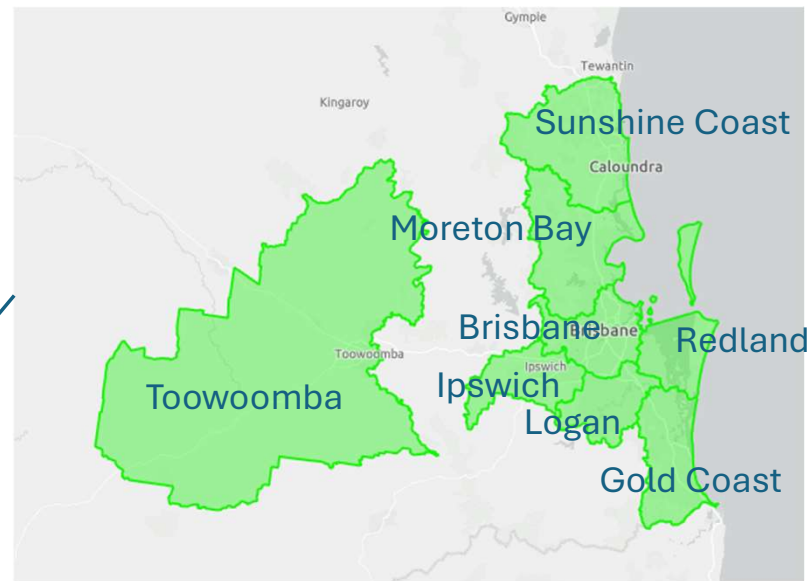 Gympie
Tewantin
Kingaroy
Sunshine Coast
Caloundra
Moreton Bay
Brisbane
Brisbane
Redland
Toowoomba
Ipswich
Ipswich
Toowoomba
Logan
Gold Coast